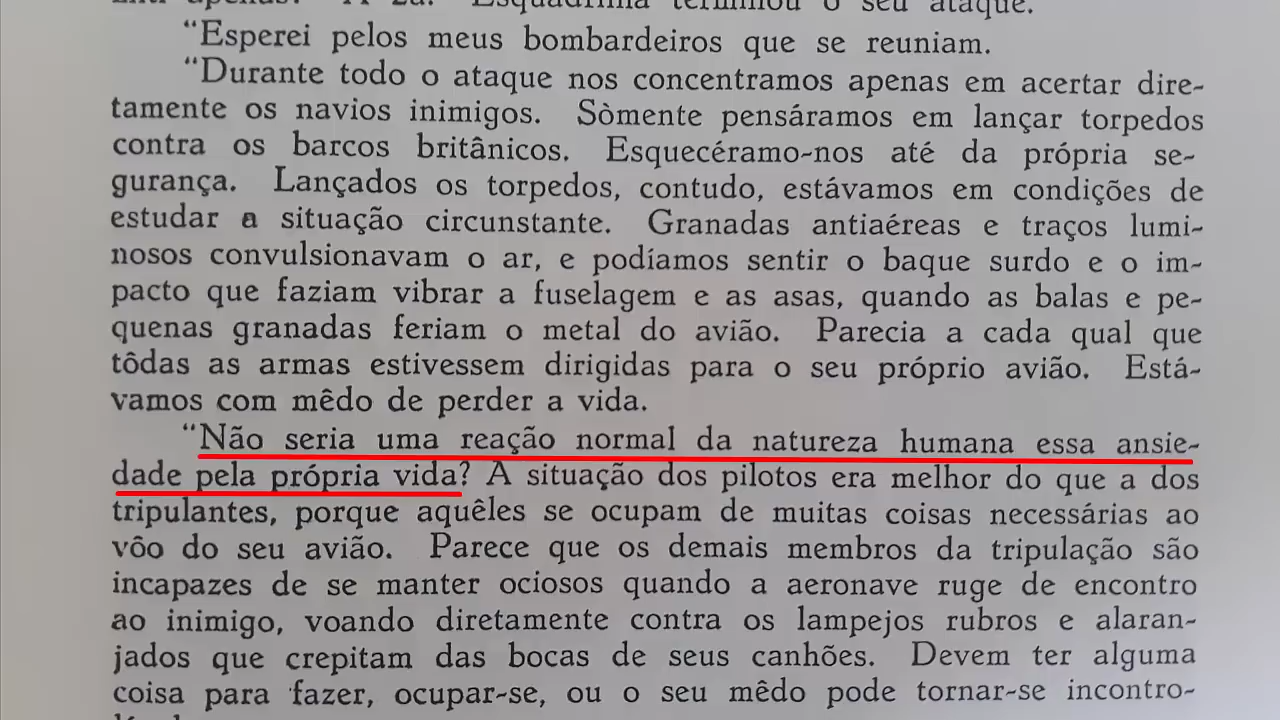 apenas. A 2a. Esquadrilha terminou o seu ataque.
“Esperei pelos meus bombardeiros que se reuniam.
“Durante todo o ataque nos concentramos apenas em acertar dire-
tamente os navios inimigos. Sòmente pensáramos em lançar torpedos
contra os barcos britânicos. Esquecéramo-nos até da própria se-
gurança. Lançados os torpedos, contudo, estávamos em condições de
estudar a situação circunstante. Granadas antiaéreas e traços lumi-
nosos convulsionavam o ar, e podíamos sentir o baque surdo e o im-
pacto que faziam vibrar a fuselagem e as asas, quando as balas e pe-
quenas granadas feriam o metal do avião. Parecia a cada qual que
tôdas as armas estivessem dirigidas para o seu próprio avião. Está-
vamos com mêdo de perder a vida.
“Não seria uma reação normal da natureza humana essa ansie-
dade pela própria vida? A situação dos pilotos era melhor do que a dos
tripulantes, porque aquêles se ocupam de muitas coisas necessárias ao
vôo do seu avião. Parece que os demais membros da tripulação são
incapazes de se manter ociosos quando a aeronave ruge de encontro
ao inimigo, voando diretamente contra os lampejos rubros e alaran-
jados que crepitam das bocas de seus canhões. Devem ter alguma
coisa para fazer, ocupar-se, ou o seu mêdo pode tornar-se incontro-